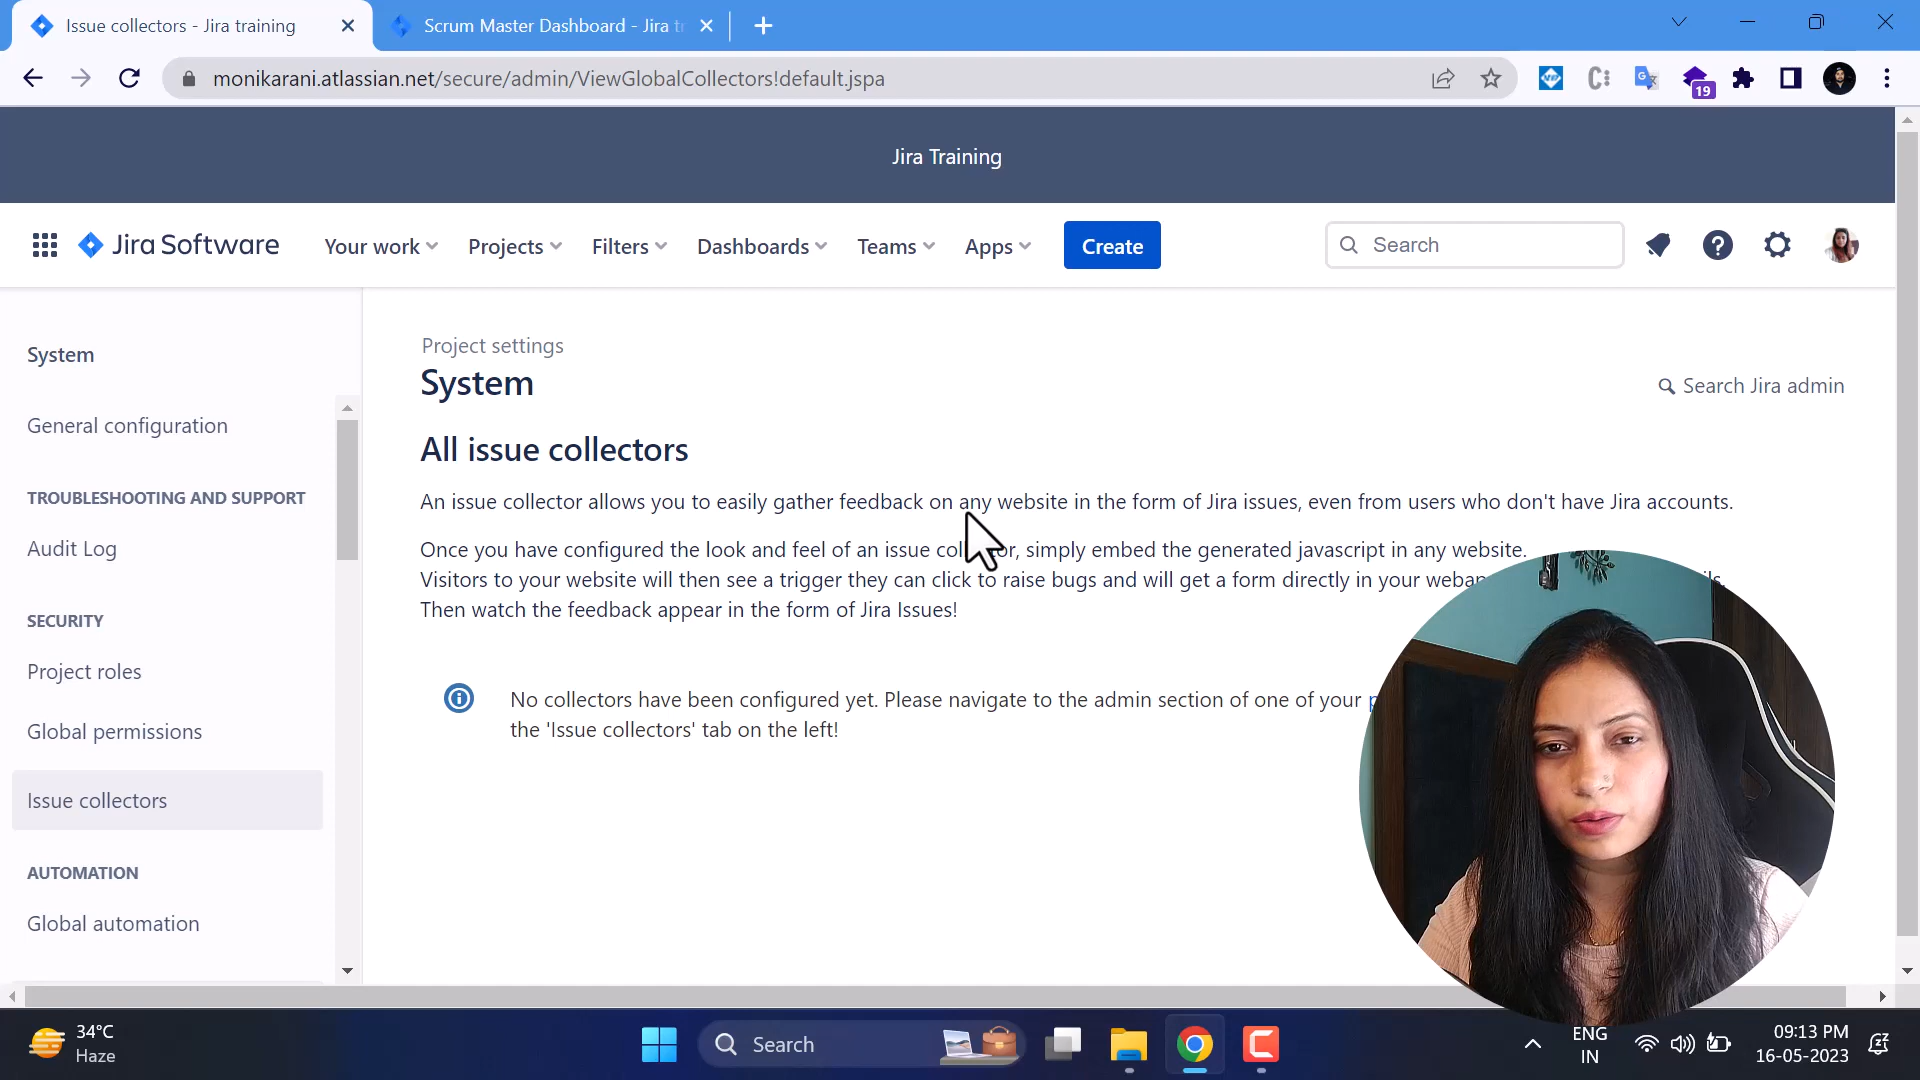 Issue collectors - Jira training
Scrum Master Dashboard - Jira tr
monikarani.atlassian.net/secure/admin/ViewGlobalCollectors!default.jspa
19
Jira Training
Jira Software
Your work
Projects
Filters
Dashboards
Teams
Apps
Create
Search
System
General configuration
TROUBLESHOOTING AND SUPPORT
Audit Log
SECURITY
Project roles
Global permissions
Issue collectors
AUTOMATION
Global automation
Project settings
System
Search Jira admin
All issue collectors
An issue collector allows you to easily gather feedback on any website in the form of Jira issues, even from users who don't have Jira accounts.
Once you have configured the look and feel of an issue collector, simply embed the generated javascript in any website.
Visitors to your website will then see a trigger they can click to raise bugs and will get a form directly in your
Then watch the feedback appear in the form of Jira Issues!
No collectors have been configured yet. Please navigate to the admin section of one of your
the 'Issue collectors' tab on the left!
34°C
Haze
Search
ENG
IN
09:13 PM
16-05-2023